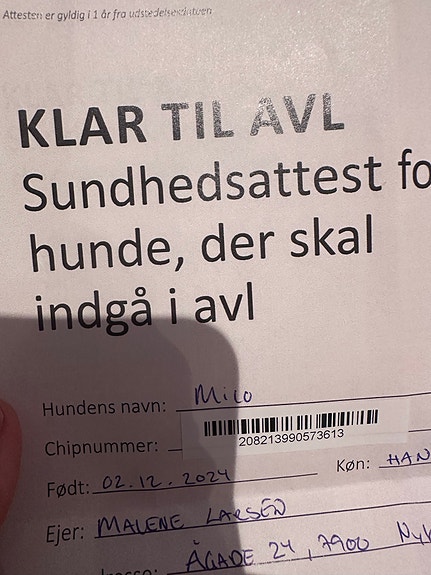 Attesten er gyldig i 1 år fra udstedelsesdatoen
KLAR TIL AVL
Sundhedsattest fo
hunde, der skal
indgå i avl
Hundens navn: Milo
Chipnummer: 208213990573613
Født: 02.12.2024 Køn: HAN
Ejer: MALENE LARSEN
ÅGADE 24, 7900 Nyk